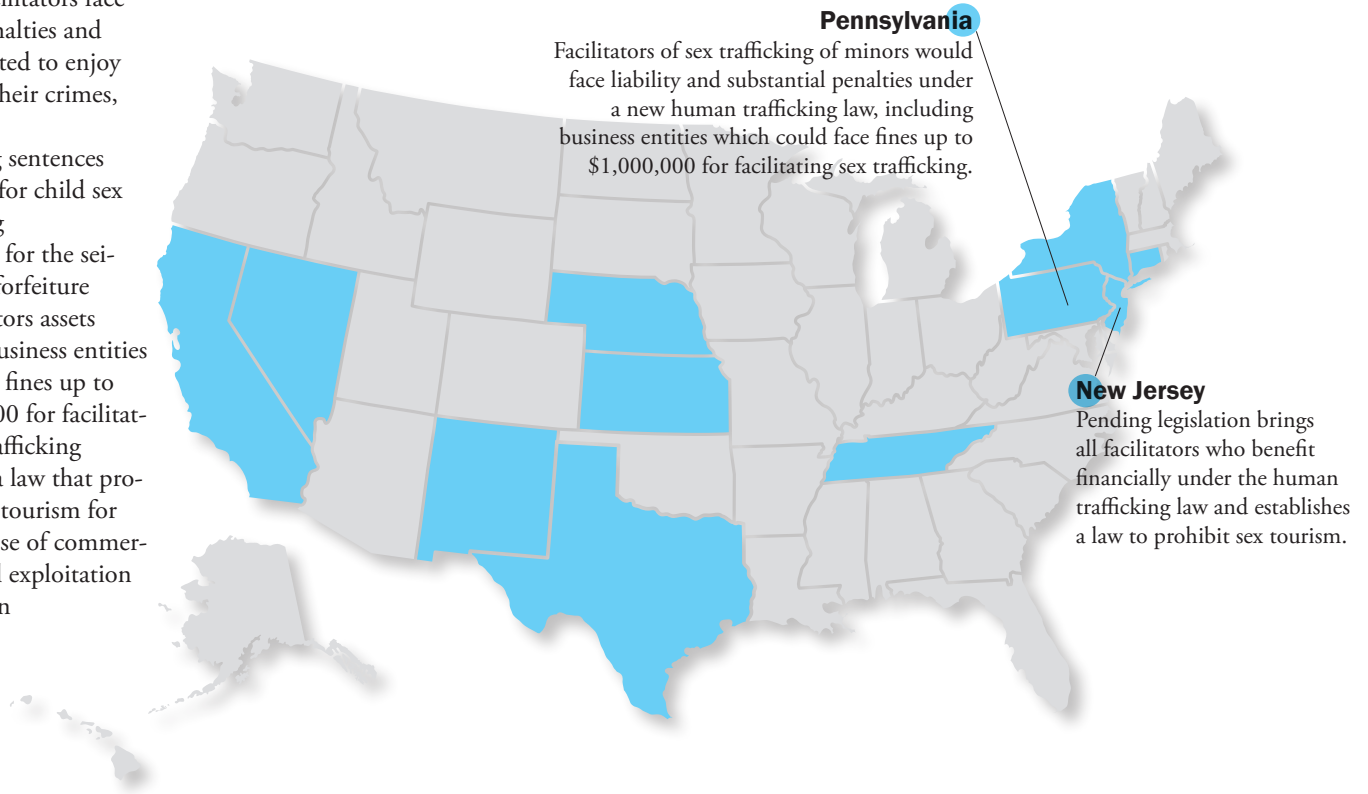 ilitators face
nalties and
ted to enjoy
heir crimes,
g sentences
for child sex
g
for the sei-
forfeiture
tors assets
usiness entities
fines up to
00 for facilitat-
afficking
a law that pro-
tourism for
se of commer-
l exploitation
n
Pennsylvania
Facilitators of sex trafficking of minors would
face liability and substantial penalties under
a new human trafficking law, including
business entities which could face fines up to
$1,000,000 for facilitating sex trafficking.
New Jersey
Pending legislation brings
all facilitators who benefit
financially under the human
trafficking law and establishes
a law to prohibit sex tourism.